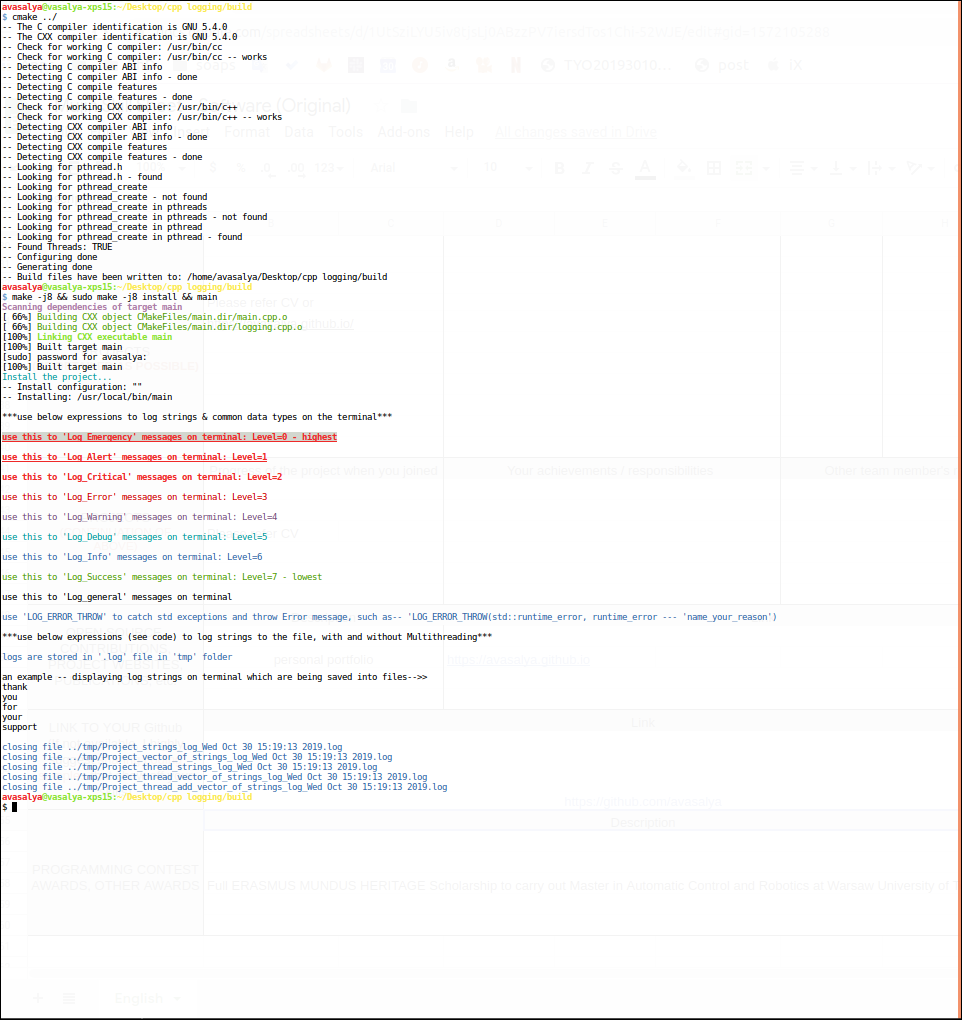 avasalya@vasalya-xps15:~/Desktop/cpp logging/build
$ cmake ../
-- The C compiler identification is GNU 5.4.0
-- The CXX compiler identification is GNU 5.4.0
-- Check for working C compiler: /usr/bin/cc
-- Check for working C compiler: /usr/bin/cc -- works
-- Detecting C compiler ABI info
-- Detecting C compiler ABI info - done
-- Detecting C compile features
-- Detecting C compile features - done
-- Check for working CXX compiler: /usr/bin/c++
-- Check for working CXX compiler: /usr/bin/c++ -- works
-- Detecting CXX compiler ABI info
-- Detecting CXX compiler ABI info - done
-- Detecting CXX compile features
-- Detecting CXX compile features - done
-- Looking for pthread.h
-- Looking for pthread.h - found
-- Looking for pthread_create
-- Looking for pthread_create - not found
-- Looking for pthread_create in pthreads
-- Looking for pthread_create in pthreads - not found
-- Looking for pthread_create in pthread
-- Looking for pthread_create in pthread - found
-- Found Threads: TRUE
-- Configuring done
-- Generating done
-- Build files have been written to: /home/avasalya/Desktop/cpp logging/build
avasalya@vasalya-xps15:~/Desktop/cpp logging/build
$ make -j8 && sudo make -j8 install && main
Scanning dependencies of target main
[ 66%] Building CXX object CMakeFiles/main.dir/main.cpp.o
[ 66%] Building CXX object CMakeFiles/main.dir/logging.cpp.o
[100%] Linking CXX executable main
[100%] Built target main
[sudo] password for avasalya:
[100%] Built target main
Install the project...
-- Install configuration: ""
-- Installing: /usr/local/bin/main
***use below expressions to log strings & common data types on the terminal***
use this to 'Log_Emergency' messages on terminal: Level=0 - highest
use this to 'Log_Alert' messages on terminal: Level=1
use this to 'Log_Critical' messages on terminal: Level=2
use this to 'Log_Error' messages on terminal: Level=3
use this to 'Log_Warning' messages on terminal: Level=4
use this to 'Log_Debug' messages on terminal: Level=5
use this to 'Log_Info' messages on terminal: Level=6
use this to 'Log_Success' messages on terminal: Level=7 - lowest
use this to 'Log_general' messages on terminal
use 'LOG_ERROR_THROW' to catch std exceptions and throw Error message, such as-- 'LOG_ERROR_THROW(std::runtime_error, runtime_error --- 'name_your_reason')
***use below expressions (see code) to log strings to the file, with and without Multithreading***
logs are stored in '.log' file in 'tmp' folder
an example -- displaying log strings on terminal which are being saved into files-->>
thank
you
for
your
support
closing file ../tmp/Project_strings_log_Wed Oct 30 15:19:13 2019.log
closing file ../tmp/Project_vector_of_strings_log_Wed Oct 30 15:19:13 2019.log
closing file ../tmp/Project_thread_strings_log_Wed Oct 30 15:19:13 2019.log
closing file ../tmp/Project_thread_vector_of_strings_log_Wed Oct 30 15:19:13 2019.log
closing file ../tmp/Project_thread_add_vector_of_strings_log_Wed Oct 30 15:19:13 2019.log
avasalya@vasalya-xps15:~/Desktop/cpp logging/build
$